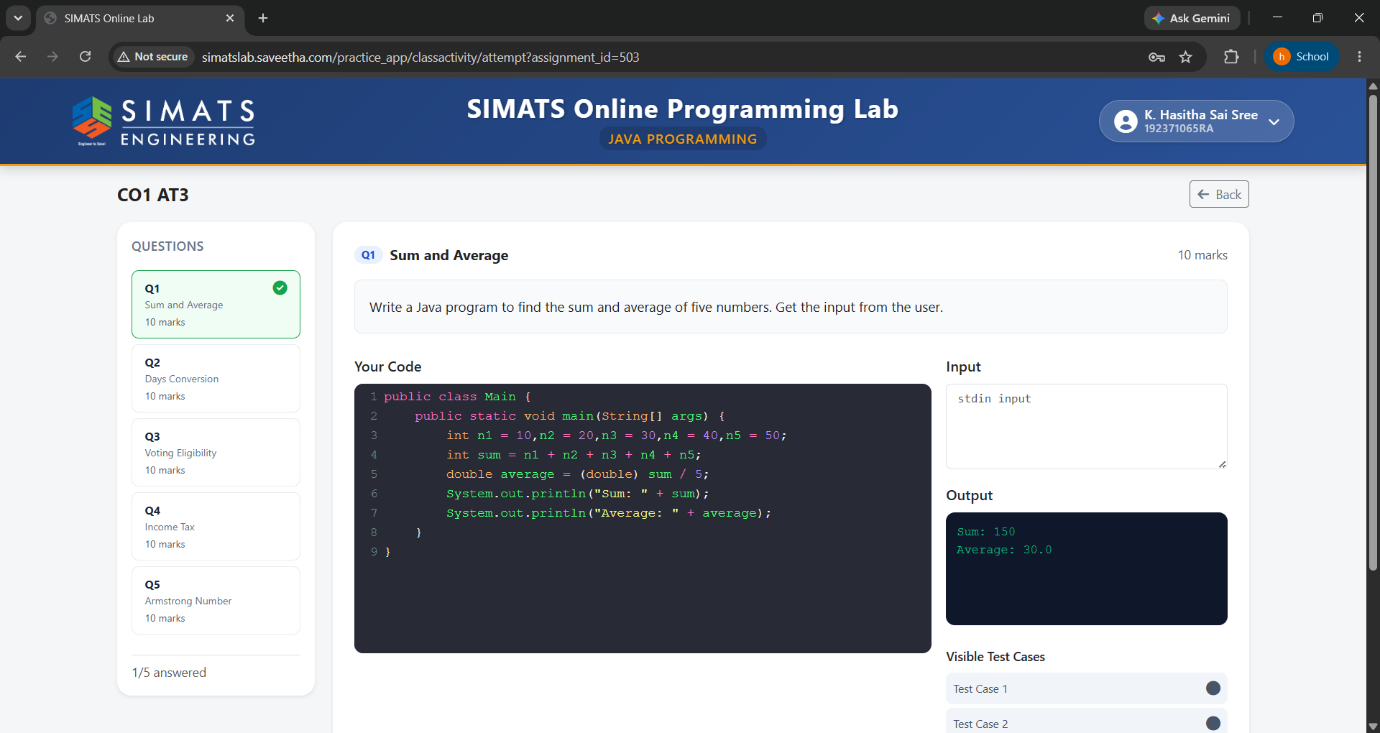 SIMATS Online Lab
Ask Gemini
Not secure
simatslab.saveetha.com/practice_app/classactivity/attempt?assignment_id=503
h
School
SIMATS
ENGINEERING
Engineer to Excel
SIMATS Online Programming Lab
JAVA PROGRAMMING
K. Hasitha Sai Sree
192371065RA
CO1 AT3
Back
QUESTIONS
Q1
Sum and Average
10 marks
Q2
Days Conversion
10 marks
Q3
Voting Eligibility
10 marks
Q4
Income Tax
10 marks
Q5
Armstrong Number
10 marks
1/5 answered
Q1 Sum and Average
10 marks
Write a Java program to find the sum and average of five numbers. Get the input from the user.
Your Code
1 public class Main {
2     public static void main(String[] args) {
3         int n1 = 10,n2 = 20,n3 = 30,n4 = 40,n5 = 50;
4         int sum = n1 + n2 + n3 + n4 + n5;
5         double average = (double) sum / 5;
6         System.out.println("Sum: " + sum);
7         System.out.println("Average: " + average);
8     }
9 }
Input
stdin input
Output
Sum: 150
Average: 30.0
Visible Test Cases
Test Case 1
Test Case 2